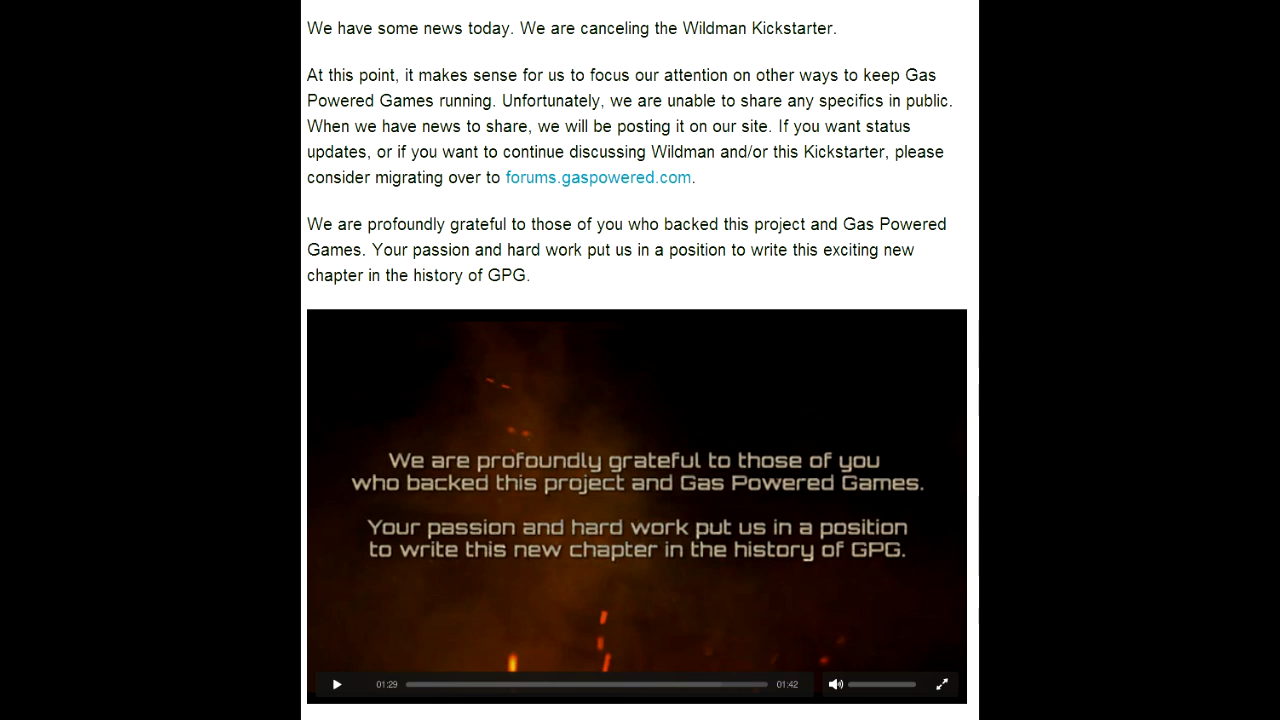 We have some news today. We are canceling the Wildman Kickstarter.
At this point, it makes sense for us to focus our attention on other ways to keep Gas
Powered Games running. Unfortunately, we are unable to share any specifics in public.
When we have news to share, we will be posting it on our site. If you want status
updates, or if you want to continue discussing Wildman and/or this Kickstarter, please
consider migrating over to forums.gaspowered.com.
We are profoundly grateful to those of you who backed this project and Gas Powered
Games. Your passion and hard work put us in a position to write this exciting new
chapter in the history of GPG.
We are profoundly grateful to those of you
who backed this project and Gas Powered Games.
Your passion and hard work put us in a position
to write this new chapter in the history of GPG.
01:29 01:42